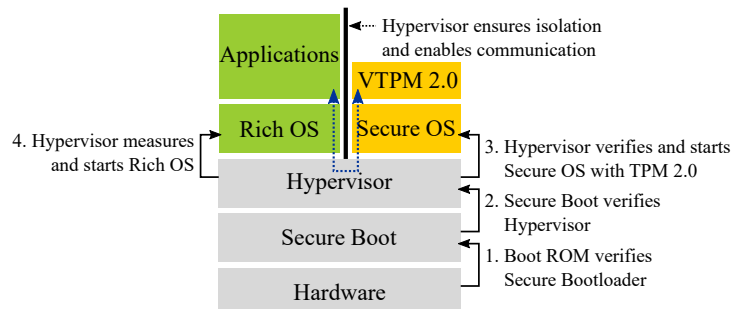 Hypervisor ensures isolation
and enables communication
Applications
VTPM 2.0
Rich OS
Secure OS
4. Hypervisor measures
and starts Rich OS
3. Hypervisor verifies and starts
Secure OS with TPM 2.0
Hypervisor
2. Secure Boot verifies
Hypervisor
Secure Boot
1. Boot ROM verifies
Secure Bootloader
Hardware